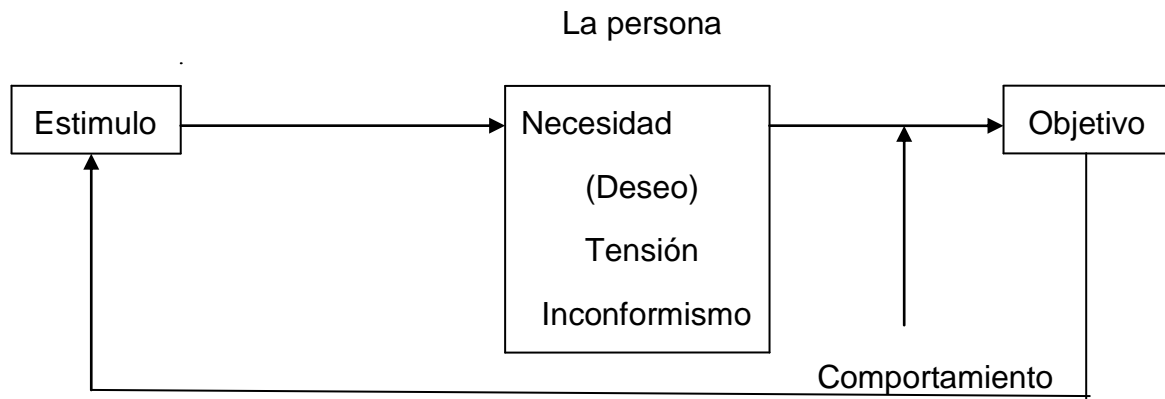 La persona
Estimulo
Necesidad
(Deseo)
Tensión
Inconformismo
Objetivo
Comportamiento